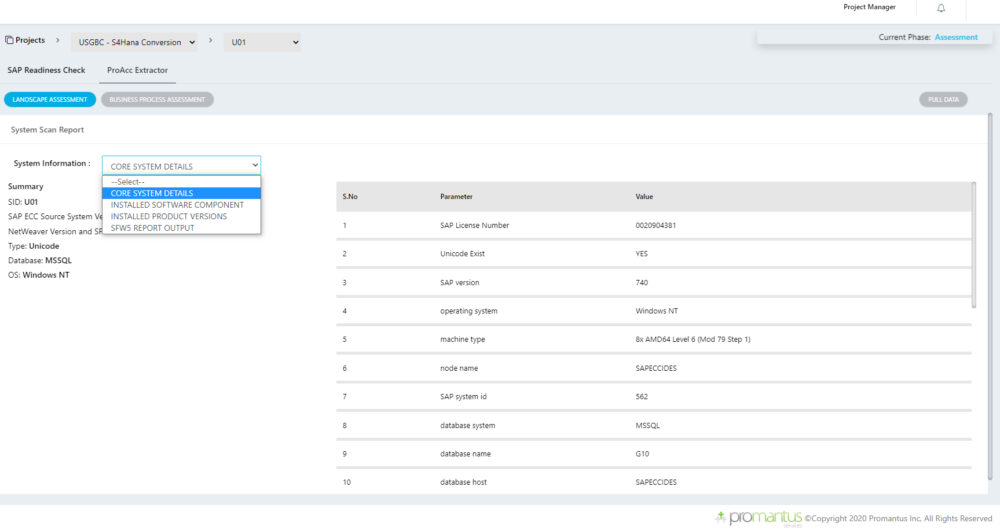 Project Manager
Projects > USGBC - S4Hana Conversion > U01
Current Phase: Assessment
SAP Readiness Check ProAcc Extractor
LANDSCAPE ASSESSMENT BUSINESS PROCESS ASSESSMENT PULL DATA
System Scan Report
System Information : CORE SYSTEM DETAILS
--Select--
CORE SYSTEM DETAILS
INSTALLED SOFTWARE COMPONENT
INSTALLED PRODUCT VERSIONS
SFW5 REPORT OUTPUT
Summary
SID: U01
SAP ECC Source System Ve
NetWeaver Version and SP
Type: Unicode
Database: MSSQL
OS: Windows NT
S.No Parameter Value
1 SAP License Number 0020904381
2 Unicode Exist YES
3 SAP version 740
4 operating system Windows NT
5 machine type 8x AMD64 Level 6 (Mod 79 Step 1)
6 node name SAPECCIDES
7 SAP system id 562
8 database system MSSQL
9 database name G10
10 database host SAPECCIDES
promantus
services
©Copyright 2020 Promantus Inc, All Rights Reserved